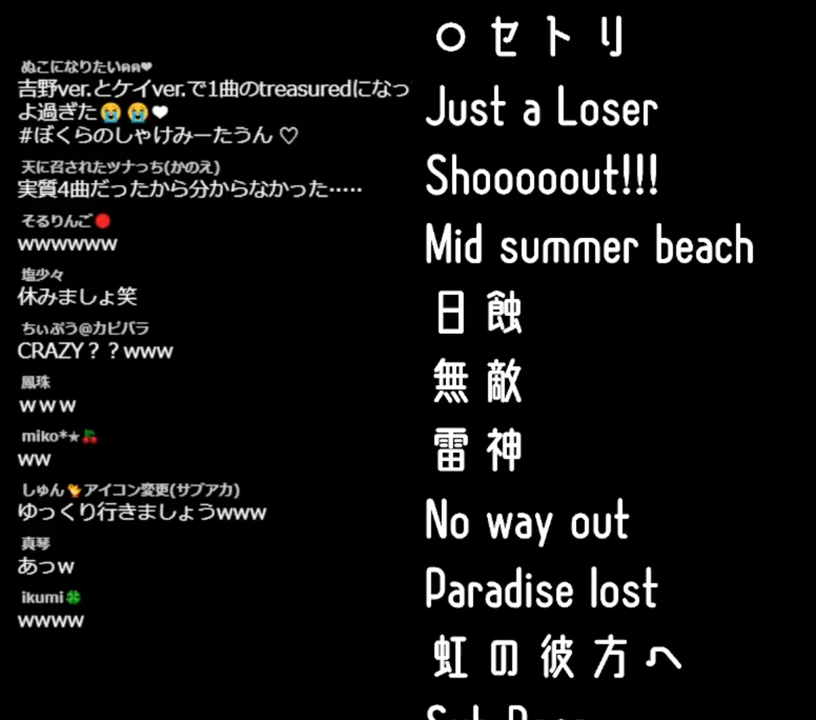 ぬこになりたいฅฅ❤
吉野ver.とケイver.で1曲のtreasuredになっ
よ過ぎた😭😭❤
#ぼくらのしゃけみーたうん ♡
天に召されたツナっち(かのえ)
実質4曲だったから分からなかった‥‥‥
そるりんご🔴
wwwwww
塩少々
休みましょ笑
ちぃぷう@カピバラ
CRAZY？？www
鳳珠
ｗｗｗ
miko*★🍒
ww
しゅん🐤アイコン変更(サブアカ)
ゆっくり行きましょうwww
真琴
あっw
ikumi🍀
wwww
○セトリ
Just a Loser
Shooooout!!!
Mid summer beach
日蝕
無敵
雷神
No way out
Paradise lost
虹の彼方へ